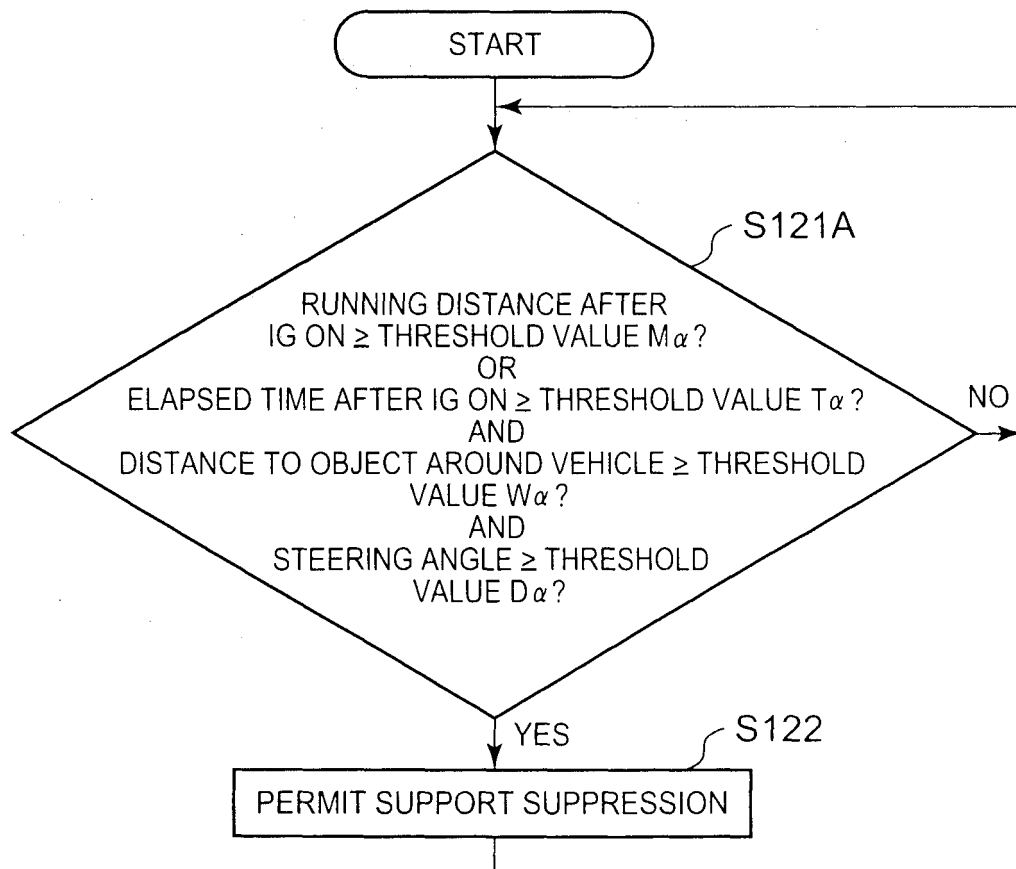 START
S121A
RUNNING DISTANCE AFTER
IG ON ≥ THRESHOLD VALUE Mα?
OR
ELAPSED TIME AFTER IG ON ≥ THRESHOLD VALUE Tα?
AND
DISTANCE TO OBJECT AROUND VEHICLE ≥ THRESHOLD
VALUE Wα?
AND
STEERING ANGLE ≥ THRESHOLD
VALUE Dα?
NO
YES
S122
PERMIT SUPPORT SUPPRESSION